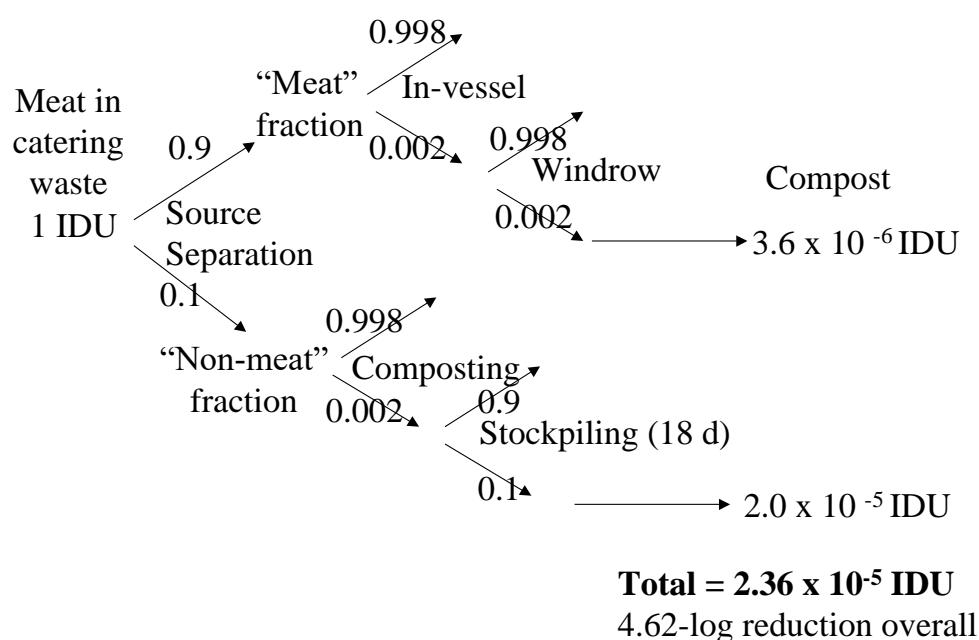 Meat in
catering
waste
1 IDU
0.9
Source
Separation
0.1
“Meat”
fraction
0.998
In-vessel
0.002
0.998
Windrow
0.002
Compost
3.6 x 10 -6 IDU
“Non-meat”
fraction
0.998
Composting
0.002
0.9
Stockpiling (18 d)
0.1
2.0 x 10 -5 IDU
Total = 2.36 x 10-5 IDU
4.62-log reduction overall